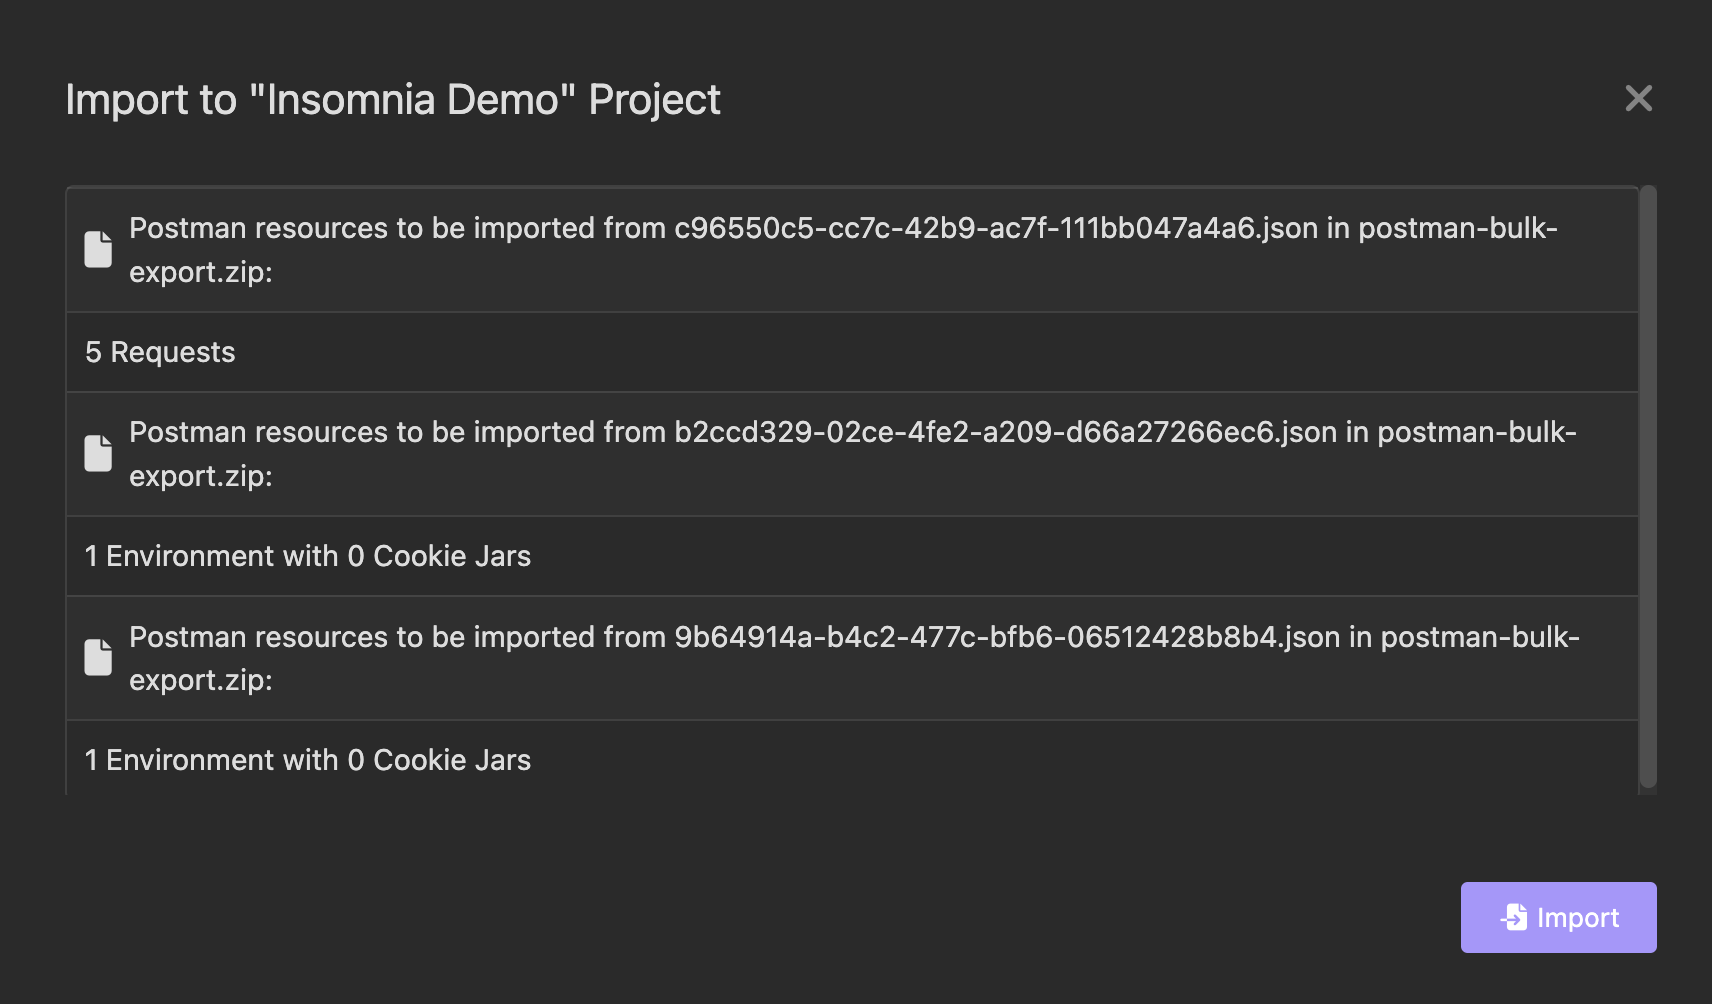 Import to "Insomnia Demo" Project
Postman resources to be imported from c96550c5-cc7c-42b9-ac7f-111bb047a4a6.json in postman-bulk-
export.zip:
5 Requests
Postman resources to be imported from b2ccd329-02ce-4fe2-a209-d66a27266ec6.json in postman-bulk-
export.zip:
1 Environment with 0 Cookie Jars
Postman resources to be imported from 9b64914a-b4c2-477c-bfb6-06512428b8b4.json in postman-bulk-
export.zip:
1 Environment with 0 Cookie Jars
Import